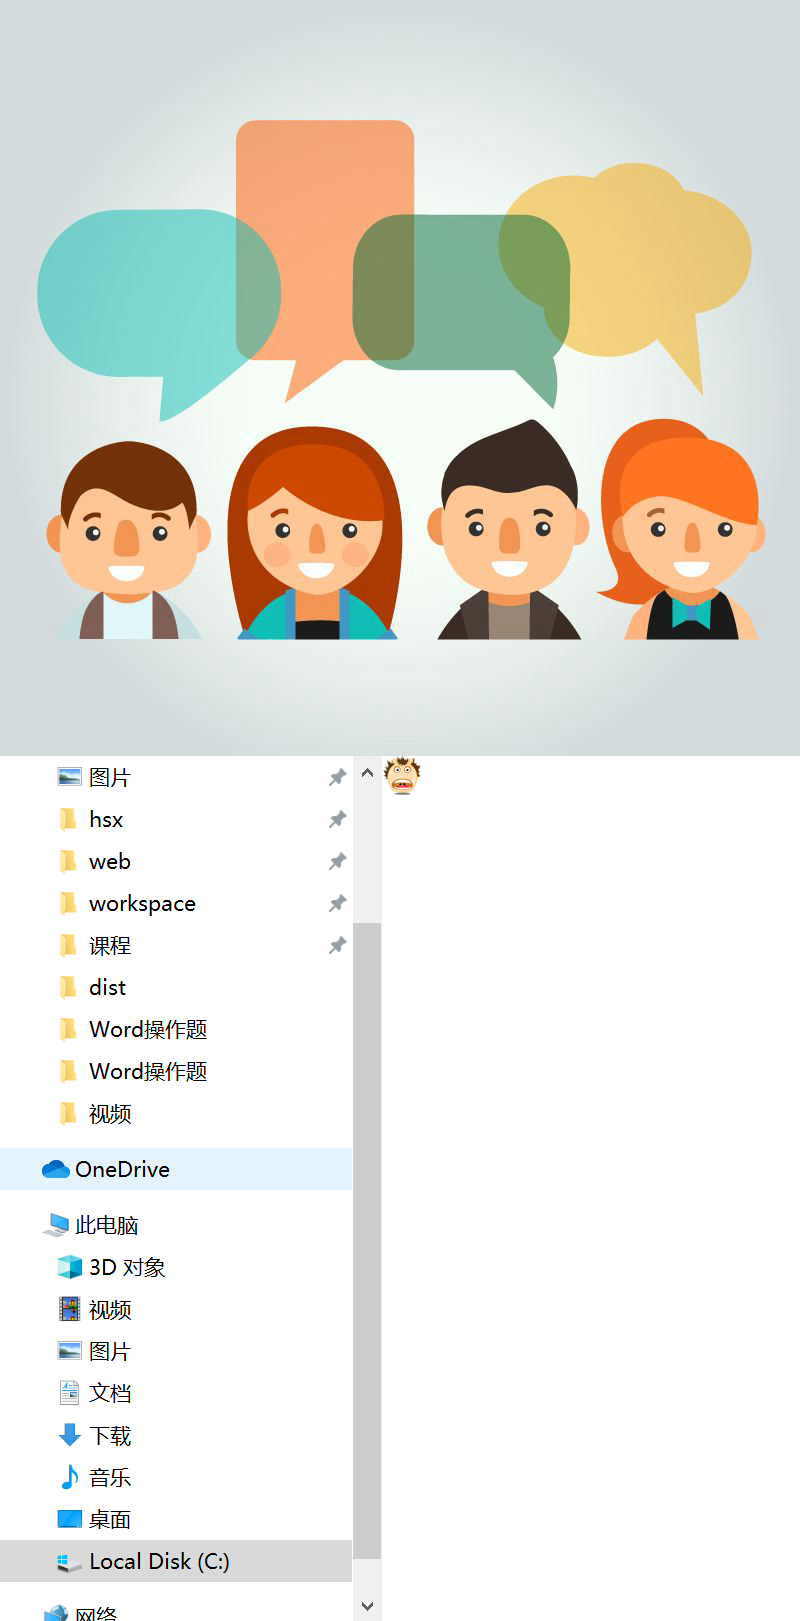 图片
hsx
web
workspace
课程
dist
Word操作题
Word操作题
视频
OneDrive
此电脑
3D 对象
视频
图片
文档
下载
音乐
桌面
Local Disk (C:)
网络